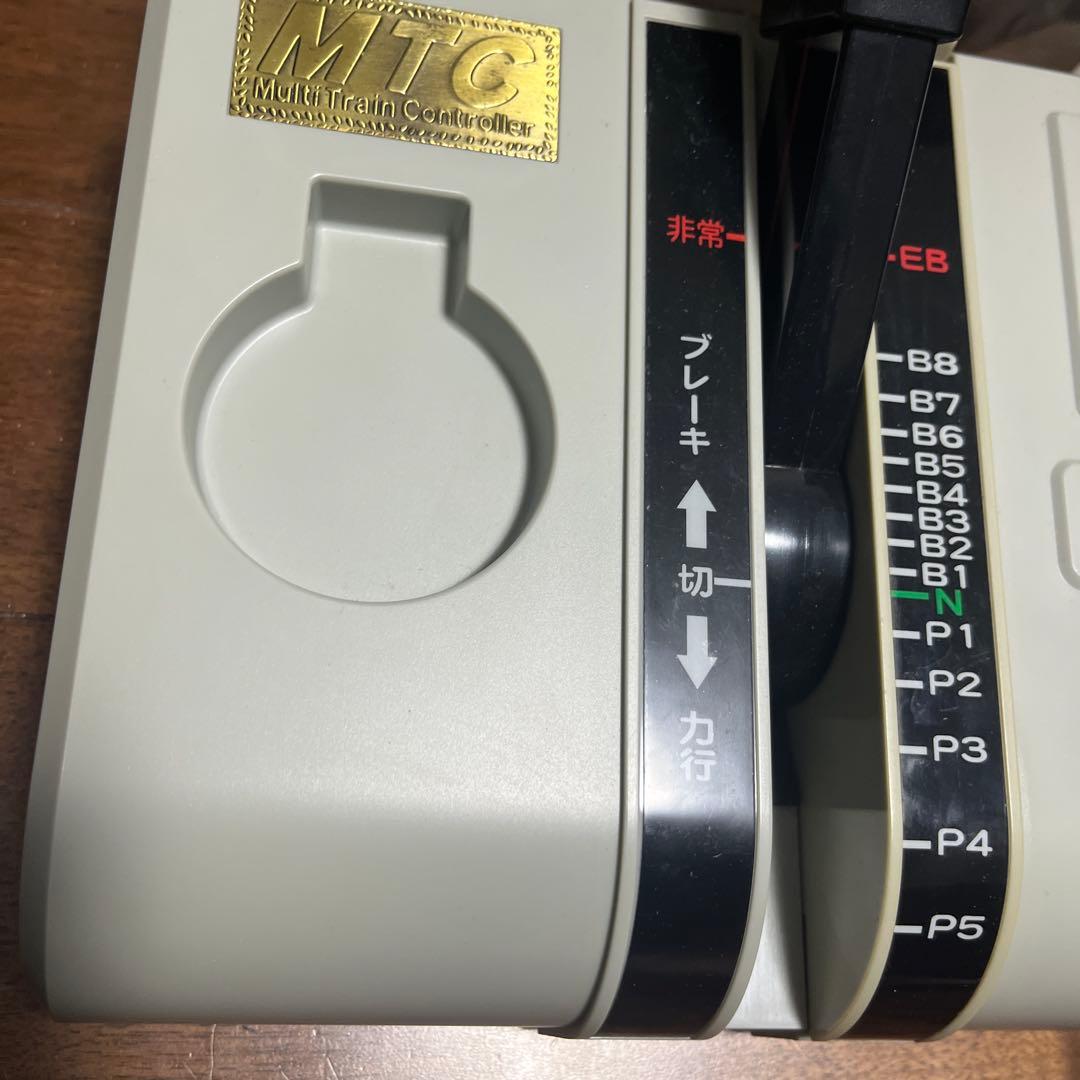 MTC
Multi Train Controller
非常
ブレーキ
切
力行
EB
B8
B7
B6
B5
B4
B3
B2
B1
N
P1
P2
P3
P4
P5